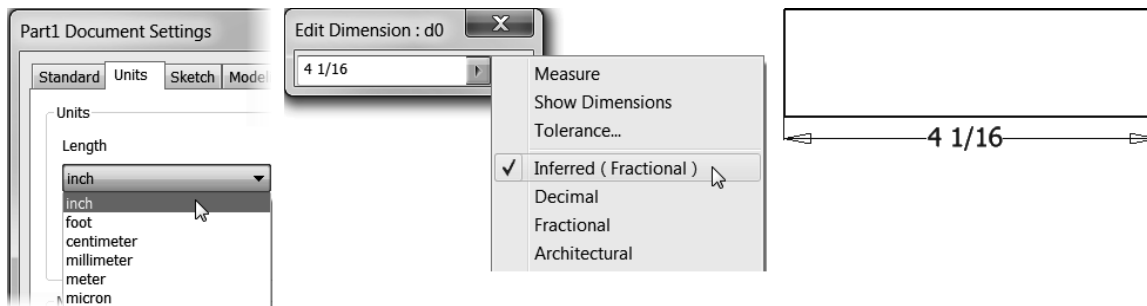 Part1 Document Settings
Standard Units Sketch Model
Units
Length
inch
inch
foot
centimeter
millimeter
meter
micron
Edit Dimension : d0
4 1/16
Measure
Show Dimensions
Tolerance...
Inferred ( Fractional )
Decimal
Fractional
Architectural
4 1/16